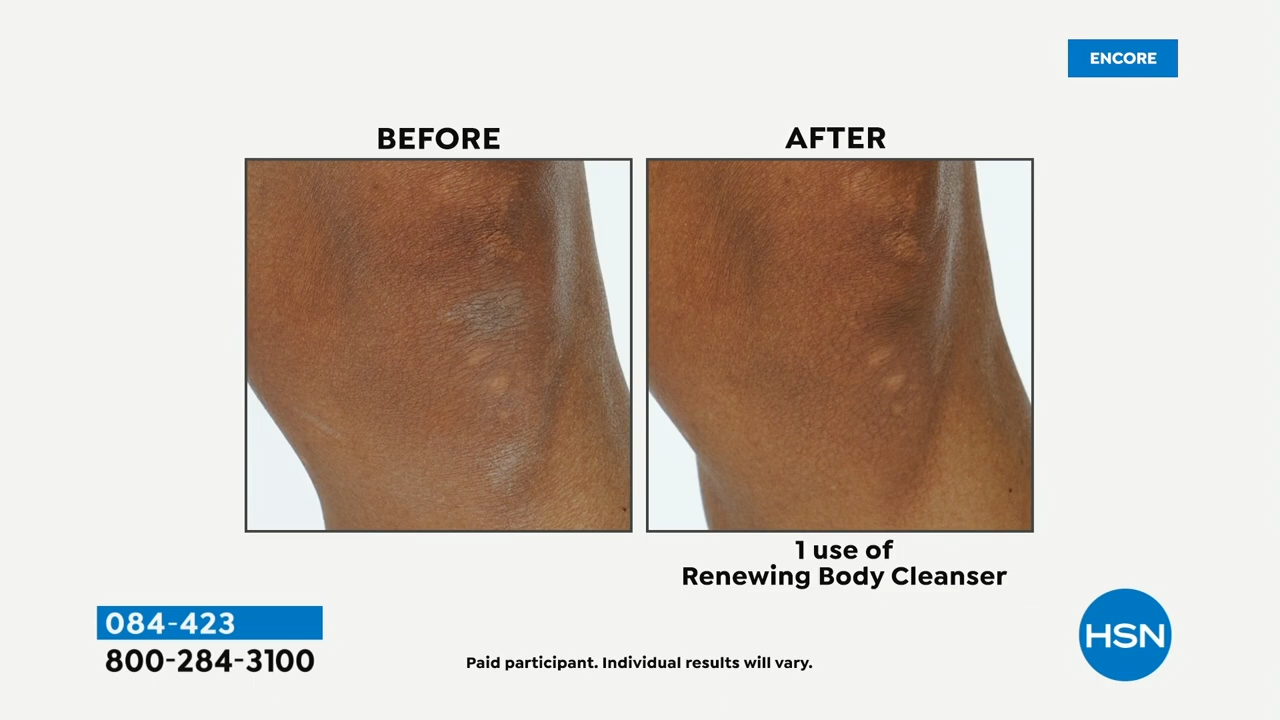 ENCORE
BEFORE
AFTER
1 use of
Renewing Body Cleanser
084-423
800-284-3100
Paid participant. Individual results will vary.
HSN